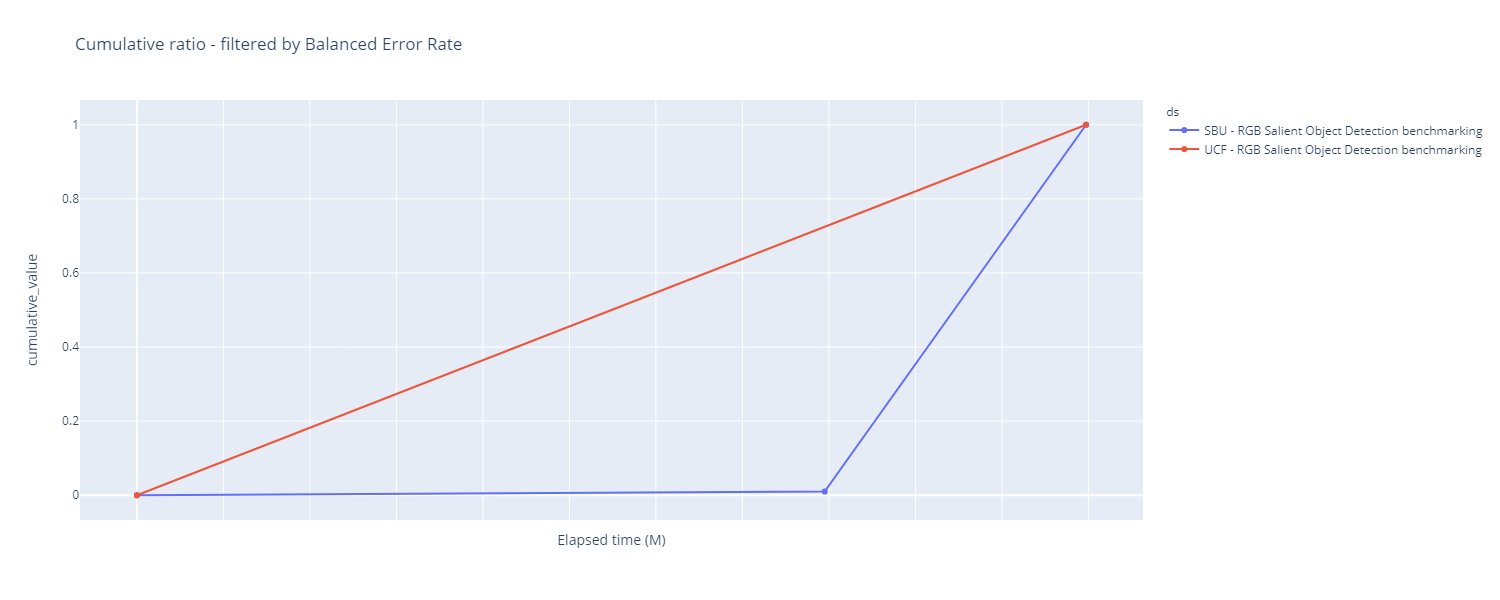 Cumulative ratio - filtered by Balanced Error Rate
ds
SBU - RGB Salient Object Detection benchmarking
UCF - RGB Salient Object Detection benchmarking
cumulative_value
1
0.8
0.6
0.4
0.2
0
Elapsed time (M)